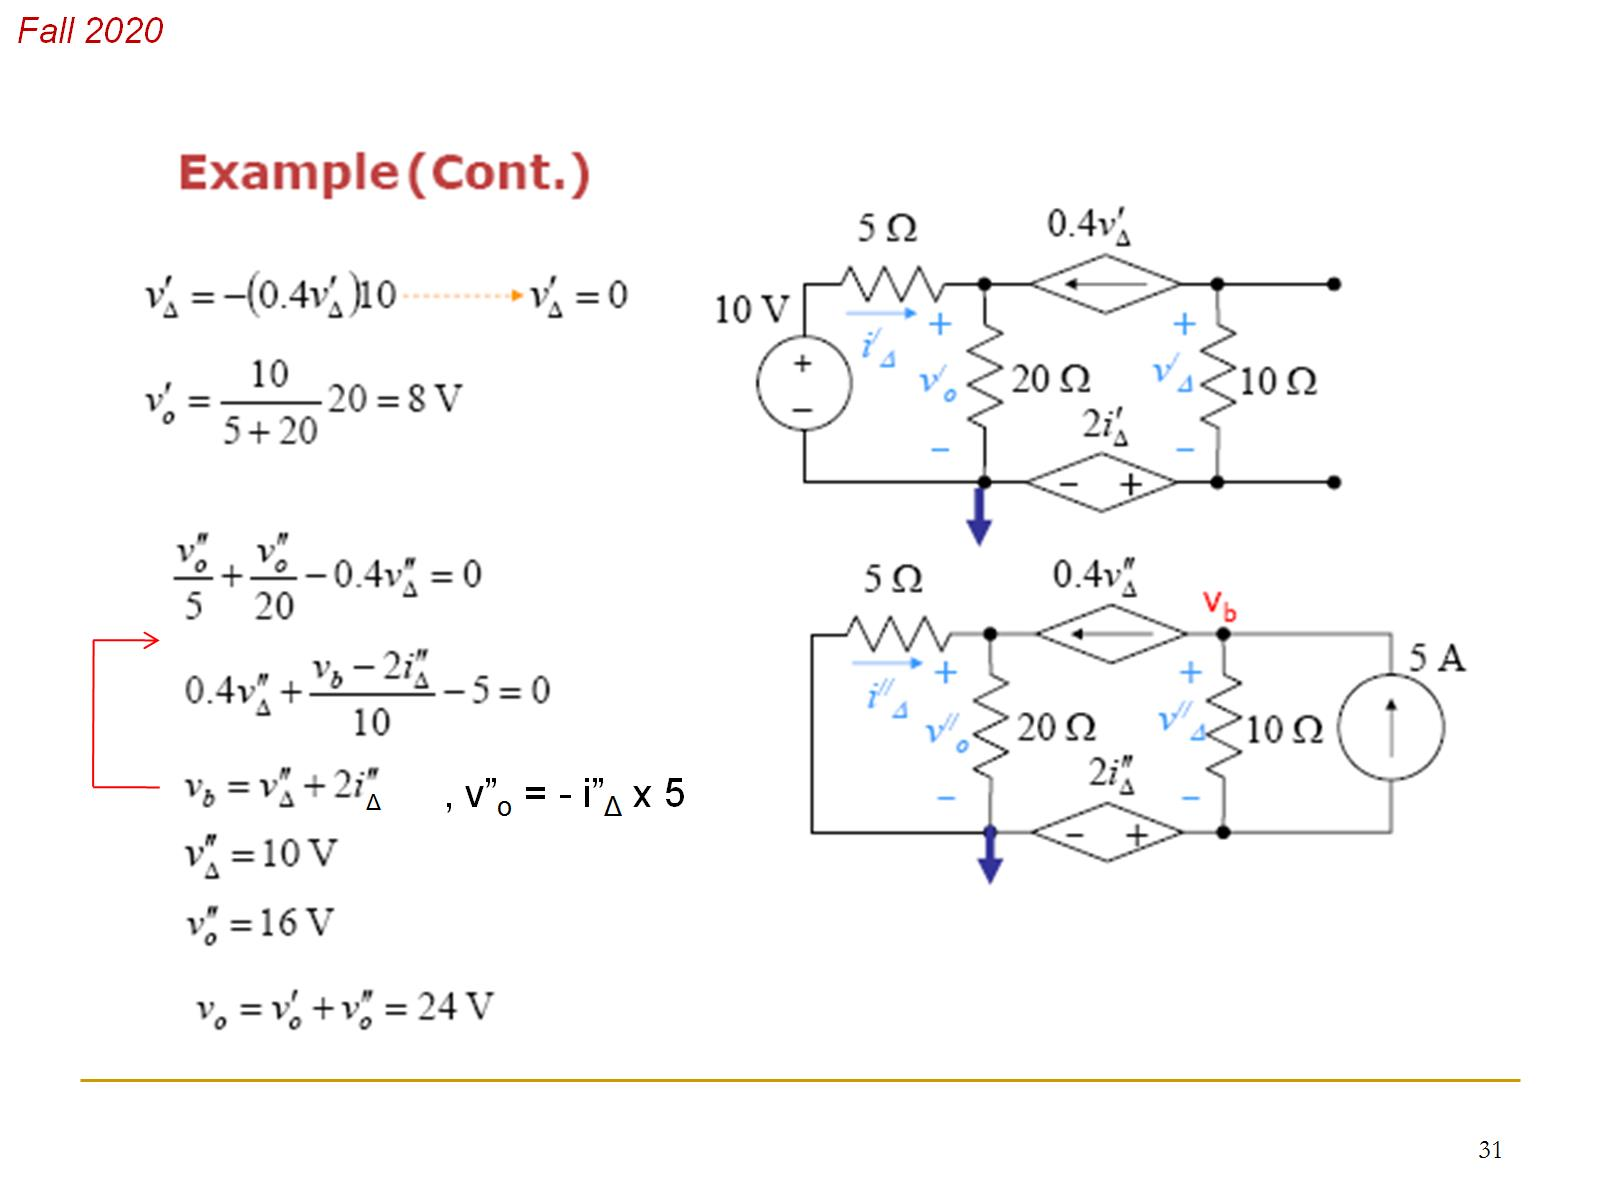 Fall 2020
Example (Cont.)
v′Δ = −(0.4v′Δ)10 → v′Δ = 0
v′o = 10/(5 + 20) 20 = 8 V
v″o/5 + v″o/20 − 0.4v″Δ = 0
0.4v″Δ + (vb − 2i″Δ)/10 − 5 = 0
vb = v″Δ + 2i″Δ , v”o = - i”Δ x 5
v″Δ = 10 V
v″o = 16 V
vo = v′o + v″o = 24 V
5 Ω
0.4v′Δ
10 V
+
−
i′Δ
+
v′o
−
20 Ω
+
v′Δ
−
10 Ω
2i′Δ
− +
5 Ω
0.4v″Δ
vb
5 A
i″Δ
+
v″o
−
20 Ω
+
v″Δ
−
10 Ω
2i″Δ
− +
31